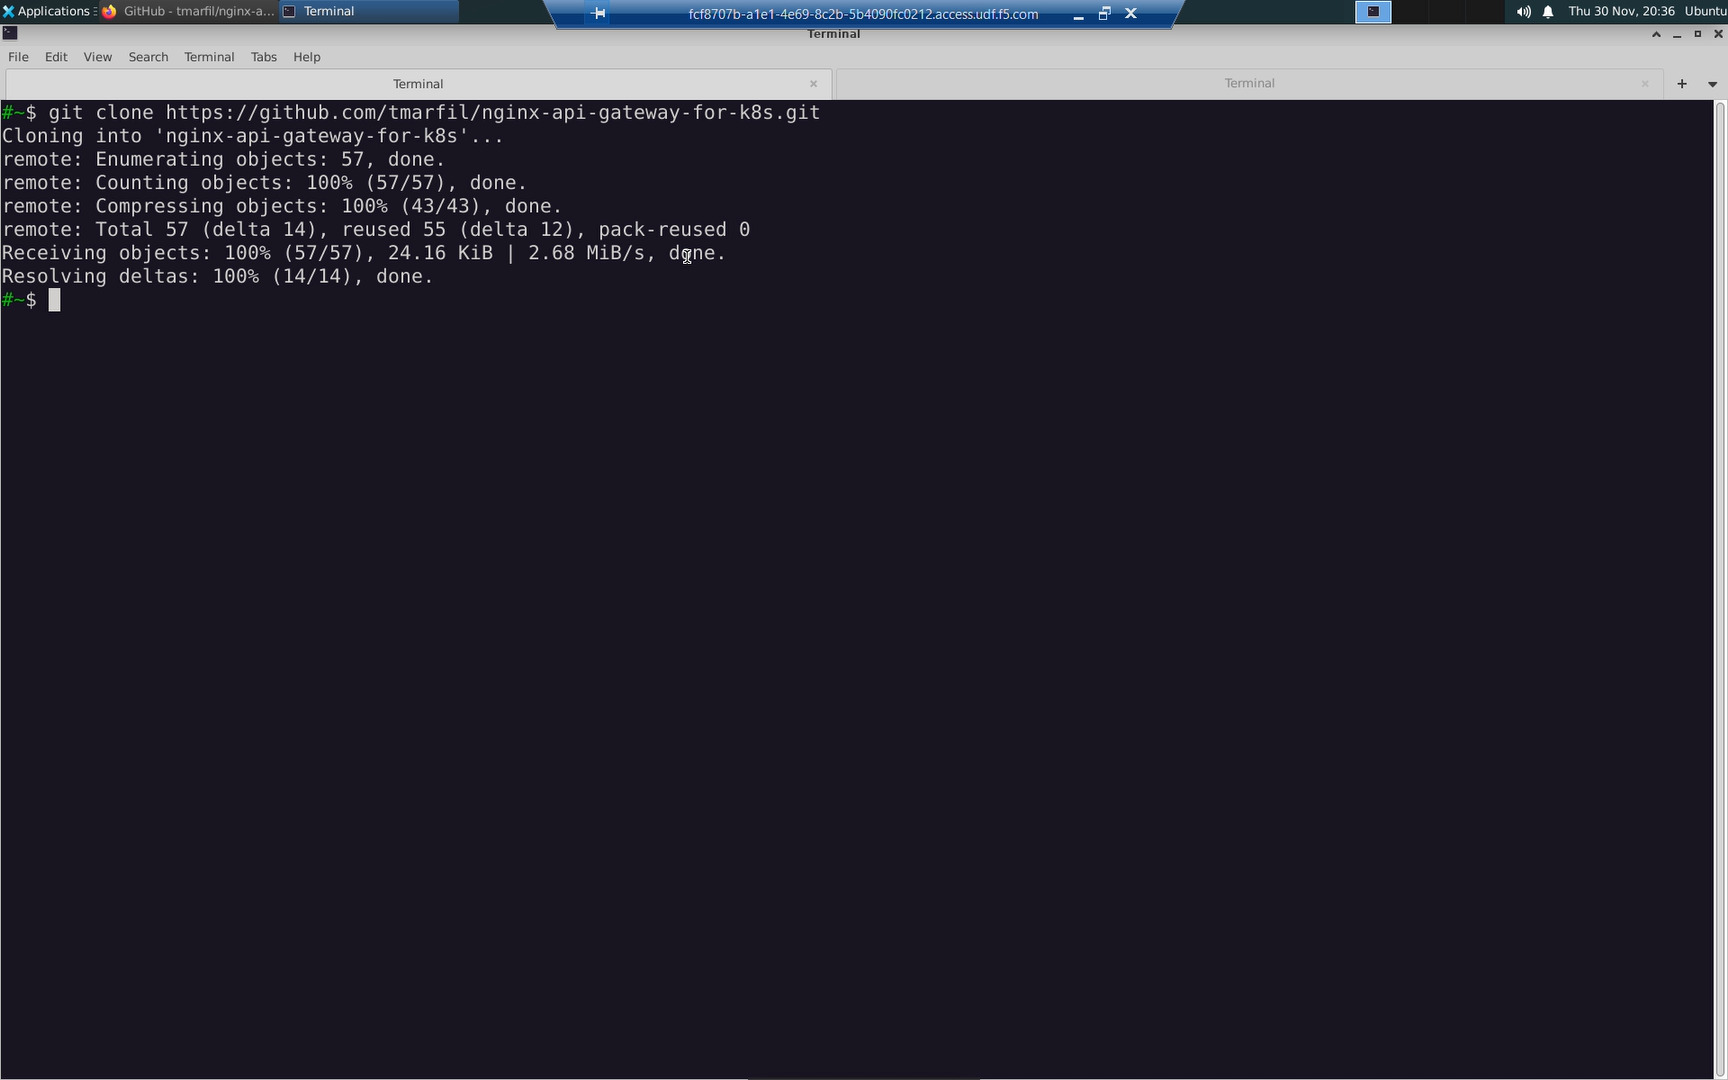 Applications
GitHub - tmarfil/nginx-a...
Terminal
fcf8707b-a1e1-4e69-8c2b-5b4090fc0212.access.udf.f5.com
Thu 30 Nov, 20:36
Ubuntu
Terminal
File Edit View Search Terminal Tabs Help
Terminal
Terminal
#~$ git clone https://github.com/tmarfil/nginx-api-gateway-for-k8s.git
Cloning into 'nginx-api-gateway-for-k8s'...
remote: Enumerating objects: 57, done.
remote: Counting objects: 100% (57/57), done.
remote: Compressing objects: 100% (43/43), done.
remote: Total 57 (delta 14), reused 55 (delta 12), pack-reused 0
Receiving objects: 100% (57/57), 24.16 KiB | 2.68 MiB/s, done.
Resolving deltas: 100% (14/14), done.
#~$